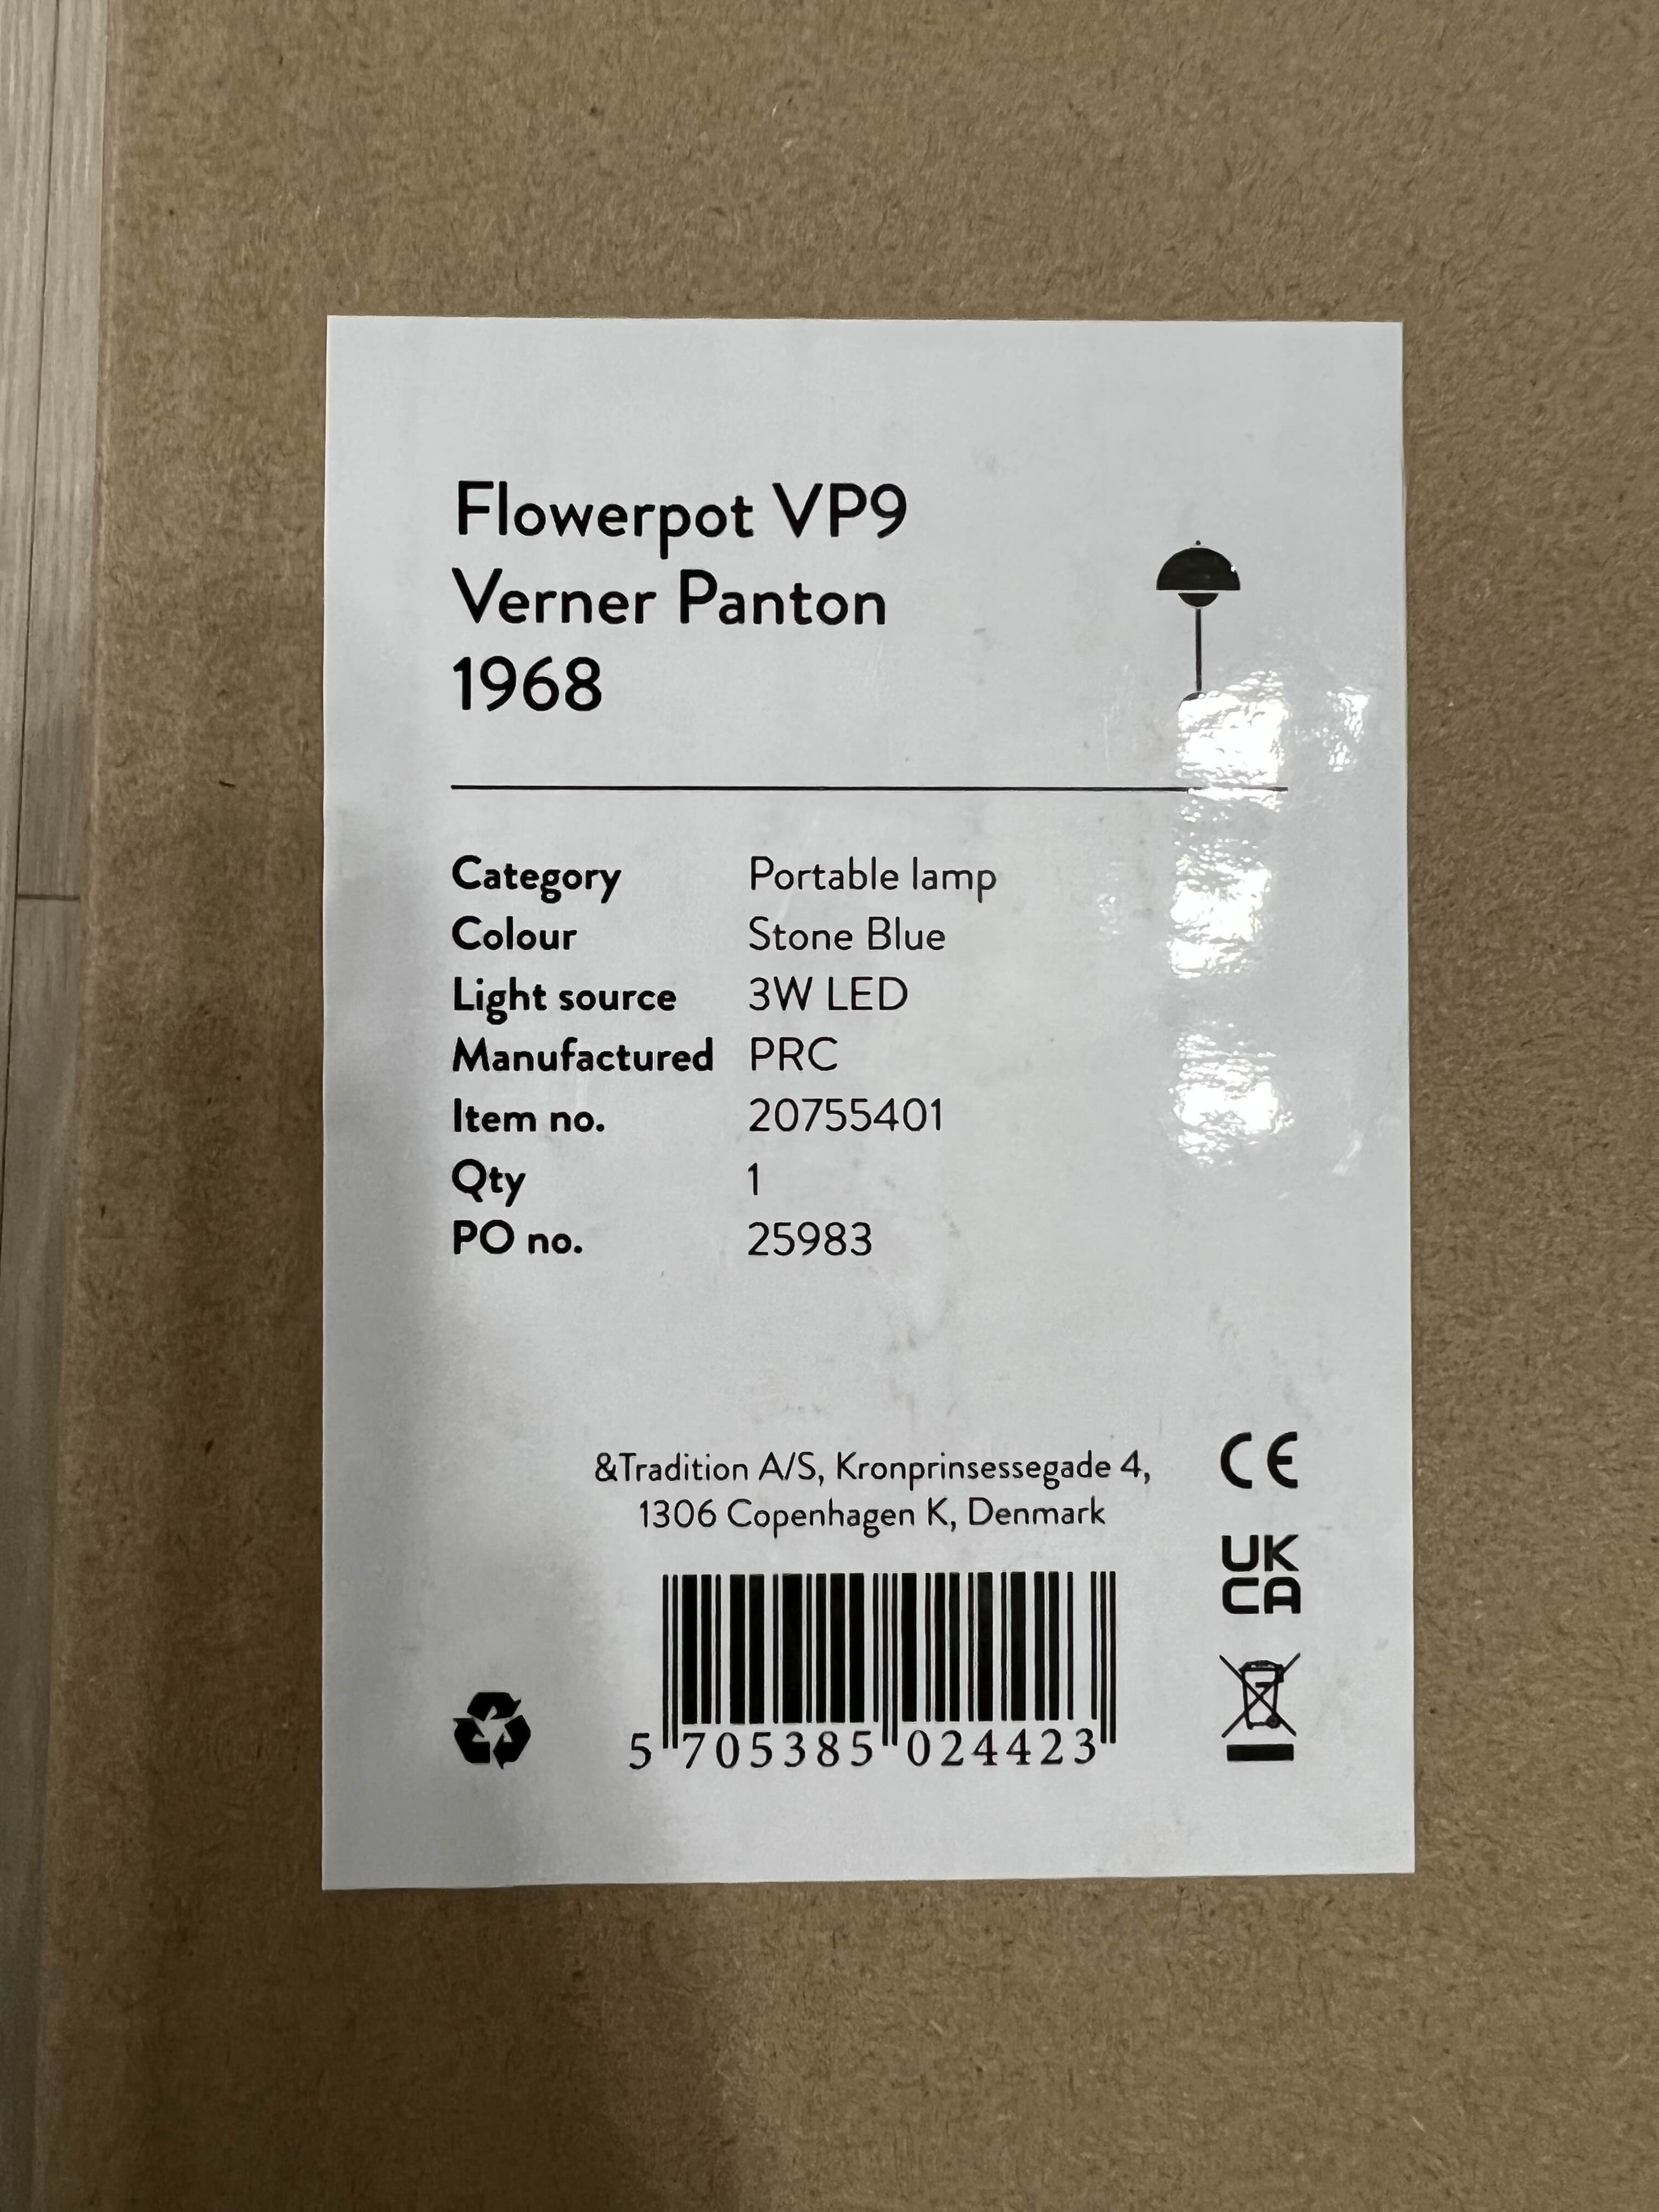 Flowerpot VP9
Verner Panton
1968
Category Portable lamp
Colour Stone Blue
Light source 3W LED
Manufactured PRC
Item no. 20755401
Qty 1
PO no. 25983
&Tradition A/S, Kronprinsessegade 4,
1306 Copenhagen K, Denmark
CE
UK
CA
5 705385 024423